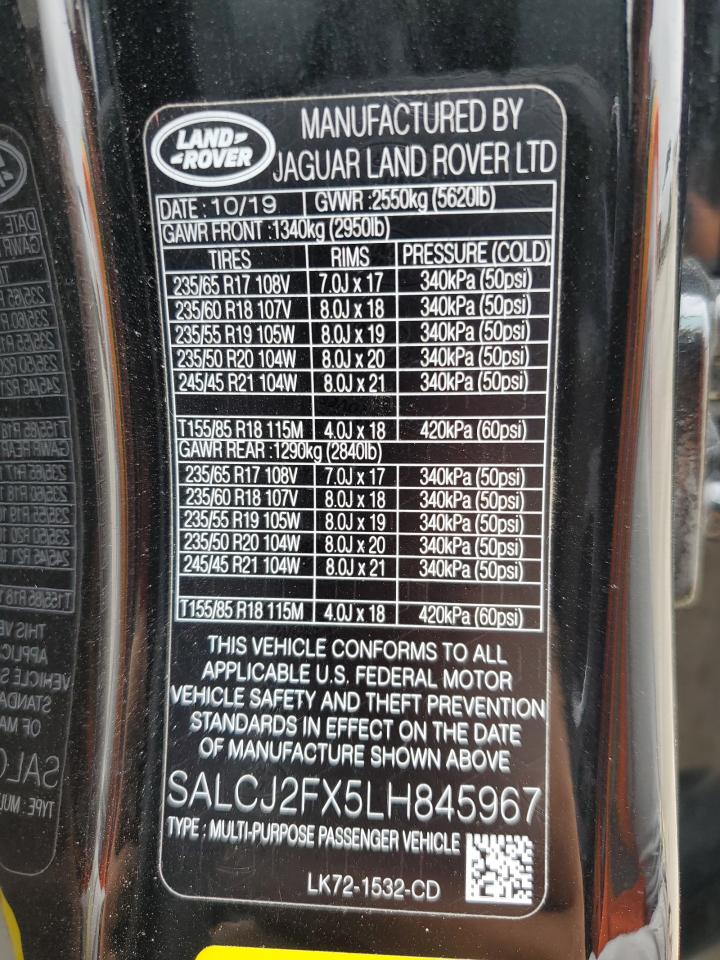 LAND-
-ROVER
MANUFACTURED BY
JAGUAR LAND ROVER LTD
DATE : 10/19 GVWR :2550kg (5620lb)
GAWR FRONT :1340kg (2950lb)
TIRES RIMS PRESSURE (COLD)
235/65 R17 108V 7.0J x 17 340kPa (50psi)
235/60 R18 107V 8.0J x 18 340kPa (50psi)
235/55 R19 105W 8.0J x 19 340kPa (50psi)
235/50 R20 104W 8.0J x 20 340kPa (50psi)
245/45 R21 104W 8.0J x 21 340kPa (50psi)
T155/85 R18 115M 4.0J x 18 420kPa (60psi)
GAWR REAR :1290kg (2840lb)
235/65 R17 108V 7.0J x 17 340kPa (50psi)
235/60 R18 107V 8.0J x 18 340kPa (50psi)
235/55 R19 105W 8.0J x 19 340kPa (50psi)
235/50 R20 104W 8.0J x 20 340kPa (50psi)
245/45 R21 104W 8.0J x 21 340kPa (50psi)
T155/85 R18 115M 4.0J x 18 420kPa (60psi)
THIS VEHICLE CONFORMS TO ALL
APPLICABLE U.S. FEDERAL MOTOR
VEHICLE SAFETY AND THEFT PREVENTION
STANDARDS IN EFFECT ON THE DATE
OF MANUFACTURE SHOWN ABOVE
SALCJ2FX5LH845967
TYPE : MULTI-PURPOSE PASSENGER VEHICLE
LK72-1532-CD